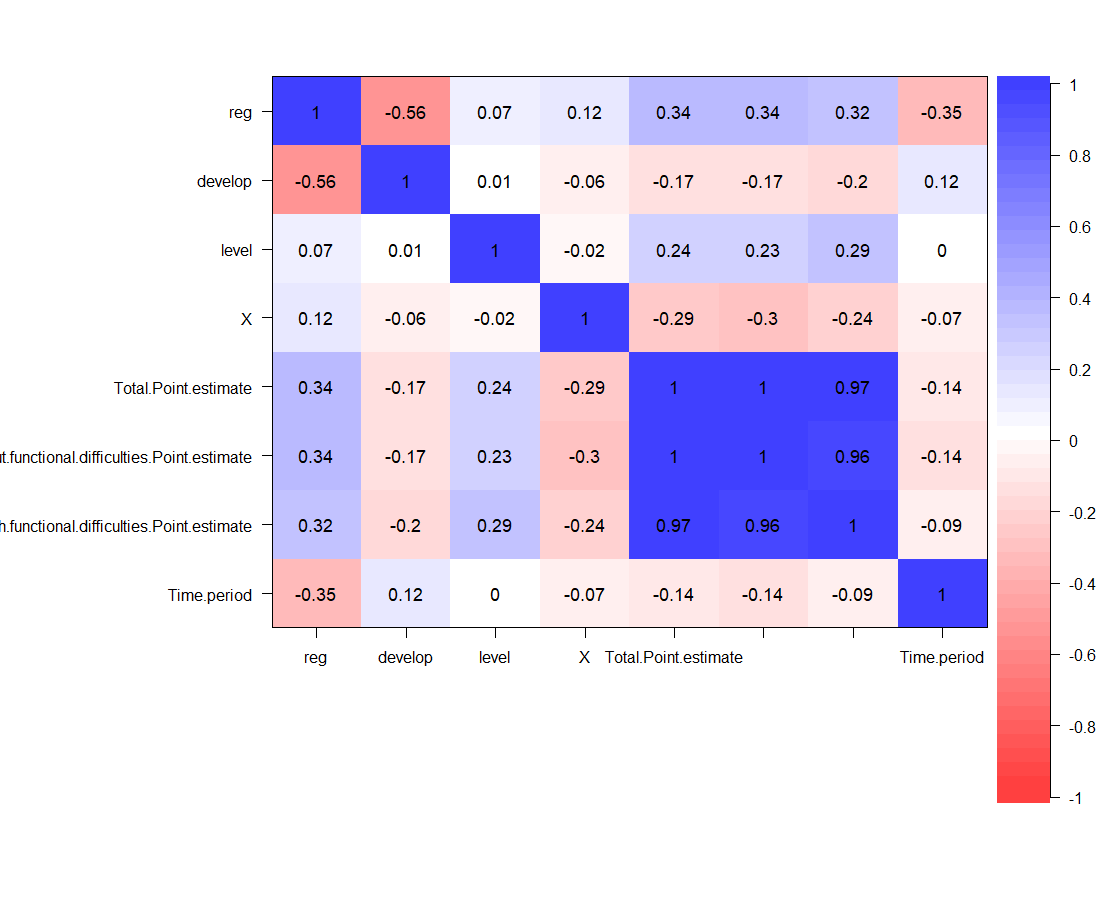 reg 1 -0.56 0.07 0.12 0.34 0.34 0.32 -0.35
develop -0.56 1 0.01 -0.06 -0.17 -0.17 -0.2 0.12
level 0.07 0.01 1 -0.02 0.24 0.23 0.29 0
X 0.12 -0.06 -0.02 1 -0.29 -0.3 -0.24 -0.07
Total.Point.estimate 0.34 -0.17 0.24 -0.29 1 1 0.97 -0.14
ut.functional.difficulties.Point.estimate 0.34 -0.17 0.23 -0.3 1 1 0.96 -0.14
h.functional.difficulties.Point.estimate 0.32 -0.2 0.29 -0.24 0.97 0.96 1 -0.09
Time.period -0.35 0.12 0 -0.07 -0.14 -0.14 -0.09 1
reg develop level X Total.Point.estimate Time.period
1
0.8
0.6
0.4
0.2
0
-0.2
-0.4
-0.6
-0.8
-1